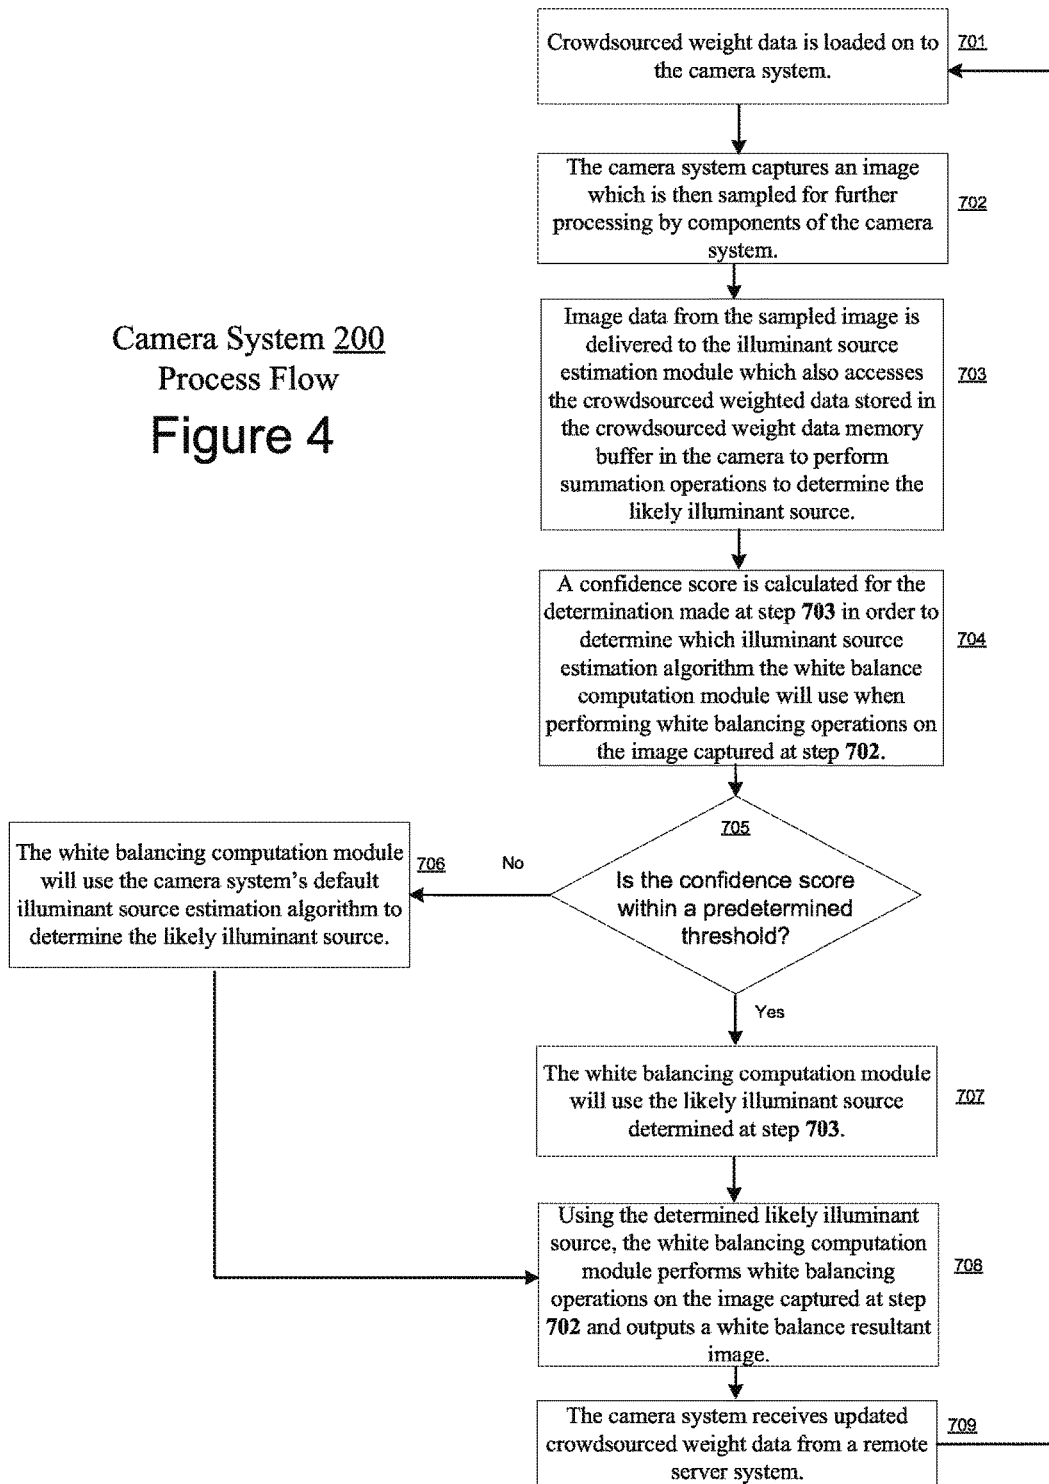 Crowdsourced weight data is loaded on to
the camera system.
701
The camera system captures an image
which is then sampled for further
processing by components of the camera
system.
702
Camera System 200
Process Flow
Figure 4
Image data from the sampled image is
delivered to the illuminant source
estimation module which also accesses
the crowdsourced weighted data stored in
the crowdsourced weight data memory
buffer in the camera to perform
summation operations to determine the
likely illuminant source.
703
A confidence score is calculated for the
determination made at step 703 in order to
determine which illuminant source
estimation algorithm the white balance
computation module will use when
performing white balancing operations on
the image captured at step 702.
704
705
Is the confidence score
within a predetermined
threshold?
No
Yes
The white balancing computation module
will use the camera system's default
illuminant source estimation algorithm to
determine the likely illuminant source.
706
The white balancing computation module
will use the likely illuminant source
determined at step 703.
707
Using the determined likely illuminant
source, the white balancing computation
module performs white balancing
operations on the image captured at step
702 and outputs a white balance resultant
image.
708
The camera system receives updated
crowdsourced weight data from a remote
server system.
709